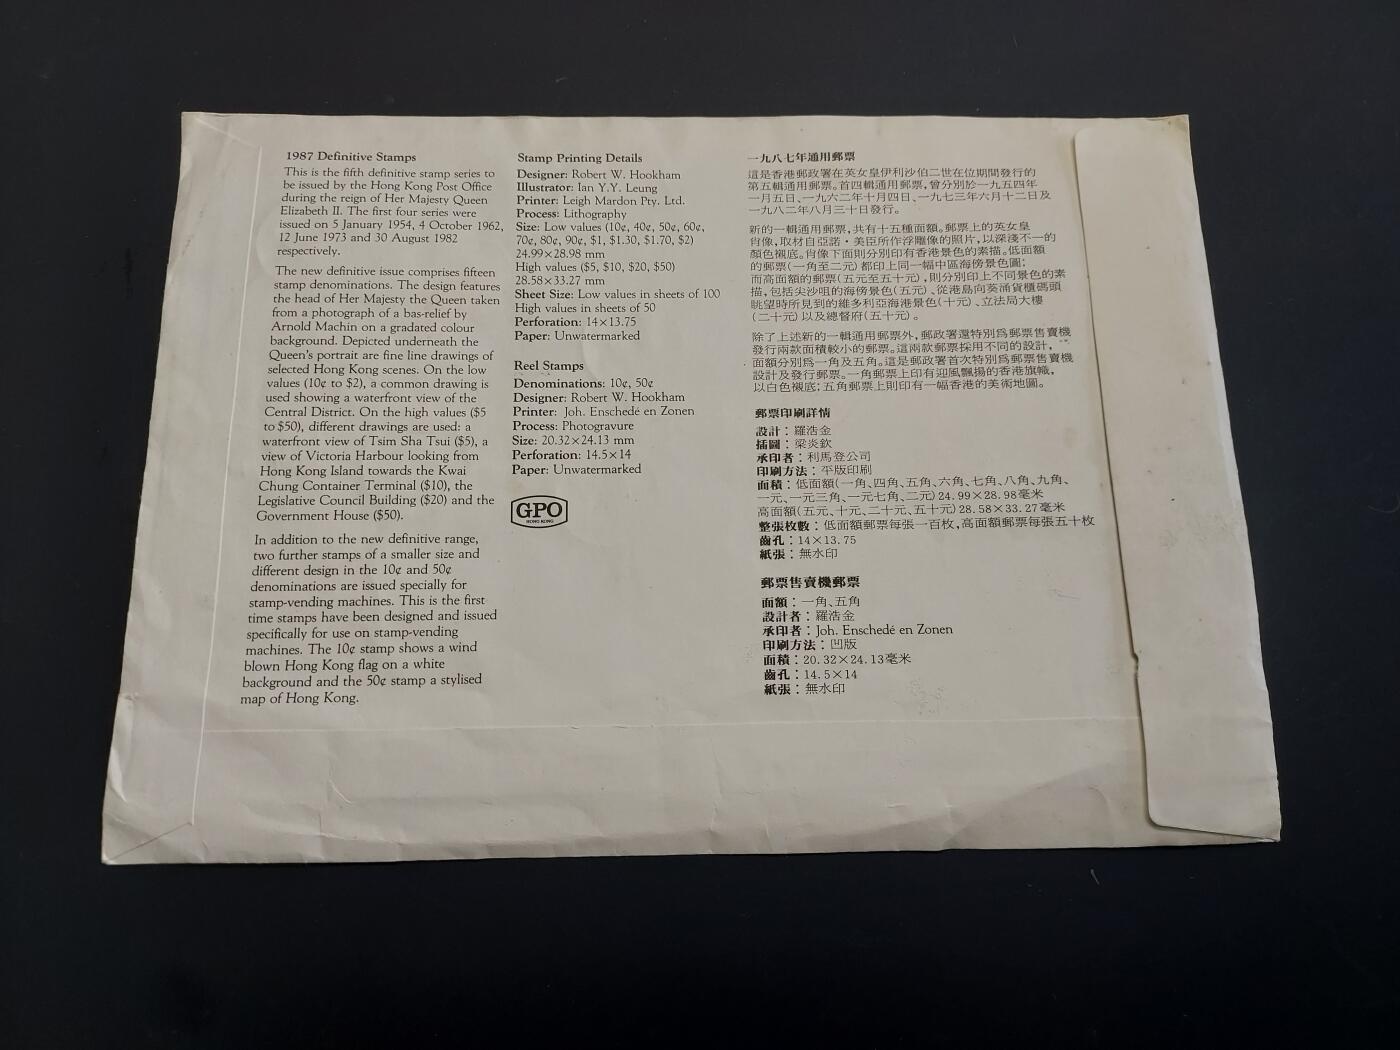 1987 Definitive Stamps
This is the fifth definitive stamp series to
be issued by the Hong Kong Post Office
during the reign of Her Majesty Queen
Elizabeth II. The first four series were
issued on 5 January 1954, 4 October 1962,
12 June 1973 and 30 August 1982
respectively.
The new definitive issue comprises fifteen
stamp denominations. The design features
the head of Her Majesty the Queen taken
from a photograph of a bas-relief by
Arnold Machin on a gradated colour
background. Depicted underneath the
Queen's portrait are fine line drawings of
selected Hong Kong scenes. On the low
values (10¢ to $2), a common drawing is
used showing a waterfront view of the
Central District. On the high values ($5
to $50), different drawings are used: a
waterfront view of Tsim Sha Tsui ($5), a
view of Victoria Harbour looking from
Hong Kong Island towards the Kwai
Chung Container Terminal ($10), the
Legislative Council Building ($20) and the
Government House ($50).
In addition to the new definitive range,
two further stamps of a smaller size and
different design in the 10¢ and 50¢
denominations are issued specially for
stamp-vending machines. This is the first
time stamps have been designed and issued
specifically for use on stamp-vending
machines. The 10¢ stamp shows a wind
blown Hong Kong flag on a white
background and the 50¢ stamp a stylised
map of Hong Kong.
Stamp Printing Details
Designer: Robert W. Hookham
Illustrator: Ian Y.Y. Leung
Printer: Leigh Mardon Pty. Ltd.
Process: Lithography
Size: Low values (10¢, 40¢, 50¢, 60¢,
70¢, 80¢, 90¢, $1, $1.30, $1.70, $2)
24.99×28.98 mm
High values ($5, $10, $20, $50)
28.58×33.27 mm
Sheet Size: Low values in sheets of 100
High values in sheets of 50
Perforation: 14×13.75
Paper: Unwatermarked
Reel Stamps
Denominations: 10¢, 50¢
Designer: Robert W. Hookham
Printer: Joh. Enschedé en Zonen
Process: Photogravure
Size: 20.32×24.13 mm
Perforation: 14.5×14
Paper: Unwatermarked
GPO
HONG KONG
一九八七年通用郵票
這是香港郵政署在英女皇伊利沙伯二世在位期間發行的
第五輯通用郵票。首四輯通用郵票,曾分別於一九五四年
一月五日、一九六二年十月四日、一九七三年六月十二日及
一九八二年八月三十日發行。
新的一輯通用郵票,共有十五種面額。郵票上的英女皇
肖像,取材自亞諾·美臣所作浮雕像的照片,以深淺不一的
顏色襯底。肖像下面則分別印有香港景色的素描。低面額
的郵票(一角至二元)都印上同一幅中區海傍景色圖;
而高面額的郵票(五元至五十元),則分別印上不同景色的素
描,包括尖沙咀的海傍景色(五元)、從港島向葵涌貨櫃碼頭
眺望時所見到的維多利亞海港景色(十元)、立法局大樓
(二十元)以及總督府(五十元)。
除了上述新的一輯通用郵票外,郵政署還特別爲郵票售賣機
發行兩款面積較小的郵票。這兩款郵票採用不同的設計,
面額分別爲一角及五角。這是郵政署首次特別爲郵票售賣機
設計及發行郵票。一角郵票上印有迎風飄揚的香港旗幟,
以白色襯底;五角郵票上則印有一幅香港的美術地圖。
郵票印刷詳情
設計:羅浩金
插圖:梁炎欽
承印者:利馬登公司
印刷方法:平版印刷
面積:低面額(一角、四角、五角、六角、七角、八角、九角、
一元、一元三角、一元七角、二元)24.99×28.98毫米
高面額(五元、十元、二十元、五十元)28.58×33.27毫米
整張枚數:低面額郵票每張一百枚,高面額郵票每張五十枚
齒孔:14×13.75
紙張:無水印
郵票售賣機郵票
面額:一角、五角
設計者:羅浩金
承印者:Joh. Enschedé en Zonen
印刷方法:凹版
面積:20.32×24.13毫米
齒孔:14.5×14
紙張:無水印